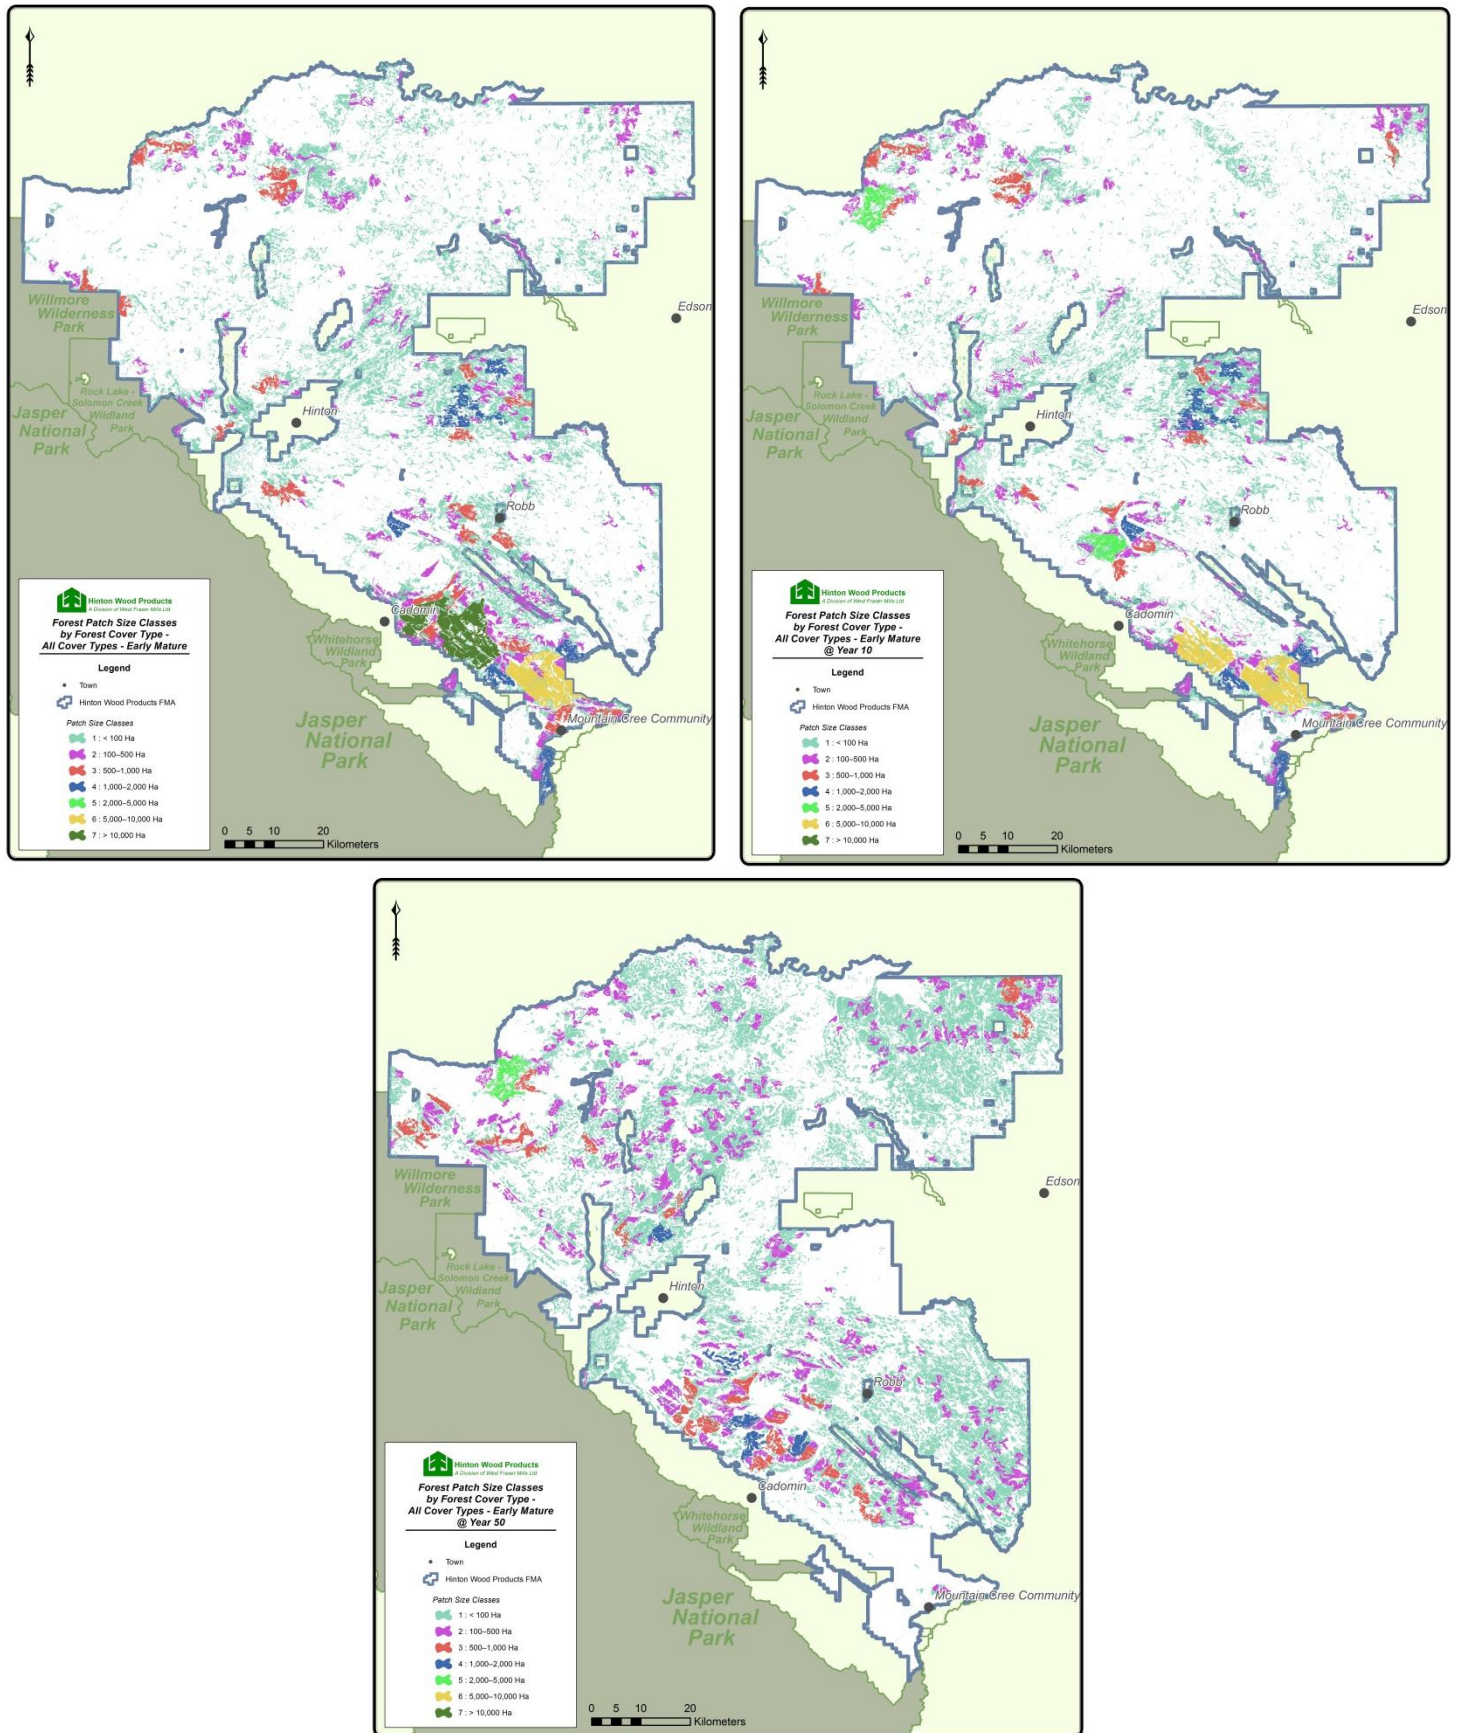 Edson
Willmore
Wilderness
Park
Rock Lake -
Solomon Creek
Wildland
Park
Jasper
National
Park
Hinton
Robb
Cadomin
Whitehorse
Wildland
Park
Mountain Cree Community
Jasper
National
Park
Hinton Wood Products
A Division of West Fraser Mills Ltd.
Forest Patch Size Classes
by Forest Cover Type -
All Cover Types - Early Mature
Legend
Town
Hinton Wood Products FMA
Patch Size Classes
1 : < 100 Ha
2 : 100–500 Ha
3 : 500–1,000 Ha
4 : 1,000–2,000 Ha
5 : 2,000–5,000 Ha
6 : 5,000–10,000 Ha
7 : > 10,000 Ha
0 5 10 20
Kilometers
Edson
Willmore
Wilderness
Park
Rock Lake -
Solomon Creek
Wildland
Park
Jasper
National
Park
Hinton
Robb
Cadomin
Whitehorse
Wildland
Park
Mountain Cree Community
Jasper
National
Park
Hinton Wood Products
A Division of West Fraser Mills Ltd.
Forest Patch Size Classes
by Forest Cover Type -
All Cover Types - Early Mature
@ Year 10
Legend
Town
Hinton Wood Products FMA
Patch Size Classes
1 : < 100 Ha
2 : 100–500 Ha
3 : 500–1,000 Ha
4 : 1,000–2,000 Ha
5 : 2,000–5,000 Ha
6 : 5,000–10,000 Ha
7 : > 10,000 Ha
0 5 10 20
Kilometers
Edson
Willmore
Wilderness
Park
Rock Lake -
Solomon Creek
Wildland
Park
Jasper
National
Park
Hinton
Robb
Cadomin
Whitehorse
Wildland
Park
Mountain Cree Community
Jasper
National
Park
Hinton Wood Products
A Division of West Fraser Mills Ltd
Forest Patch Size Classes
by Forest Cover Type -
All Cover Types - Early Mature
@ Year 50
Legend
Town
Hinton Wood Products FMA
Patch Size Classes
1 : < 100 Ha
2 : 100–500 Ha
3 : 500–1,000 Ha
4 : 1,000–2,000 Ha
5 : 2,000–5,000 Ha
6 : 5,000–10,000 Ha
7 : > 10,000 Ha
0 5 10 20
Kilometers